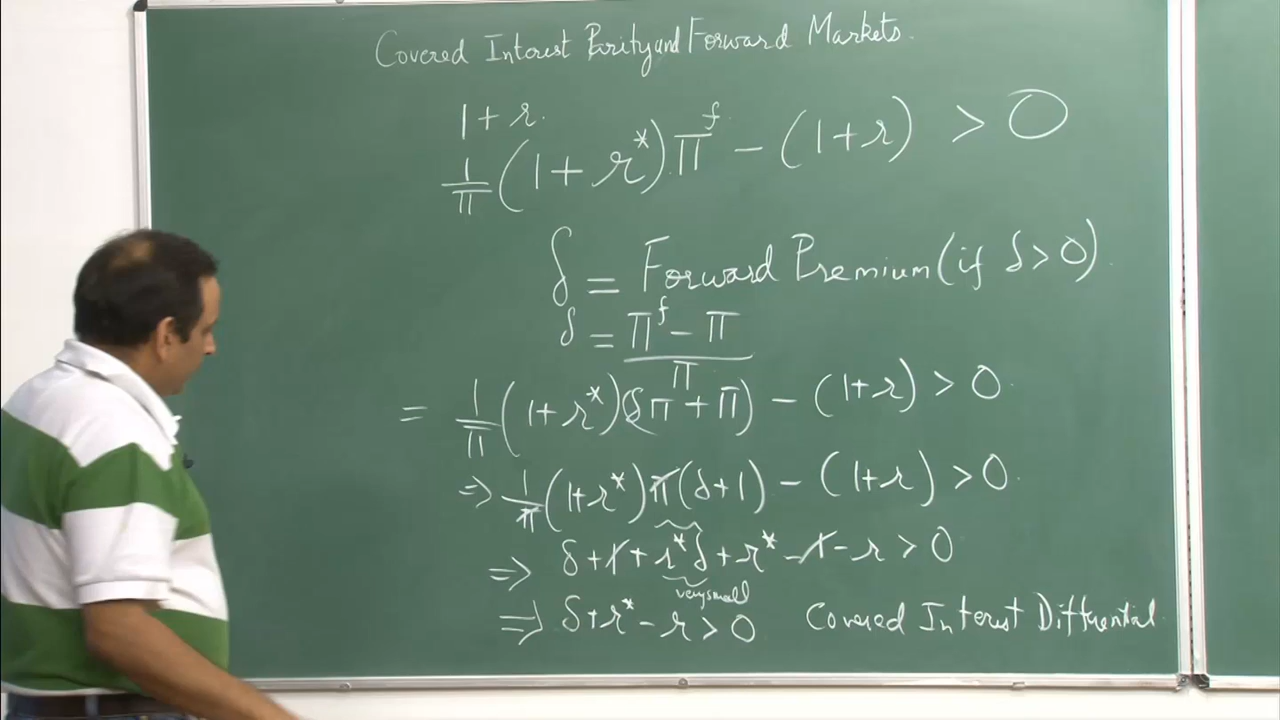 Covered Interest Parity and Forward Markets.
1 + r.
1/π (1 + r*) π^f − (1 + r) > 0
δ = Forward Premium (if δ > 0).
δ = π^f − π / π
= 1/π (1 + r*)(δπ + π) − (1 + r) > 0.
⇒ 1/π (1 + r*) π (δ + 1) − (1 + r) > 0.
⇒ δ + 1 + r*δ + r* − 1 − r > 0
very small
⇒ δ + r* − r > 0 Covered Interest Diffrental